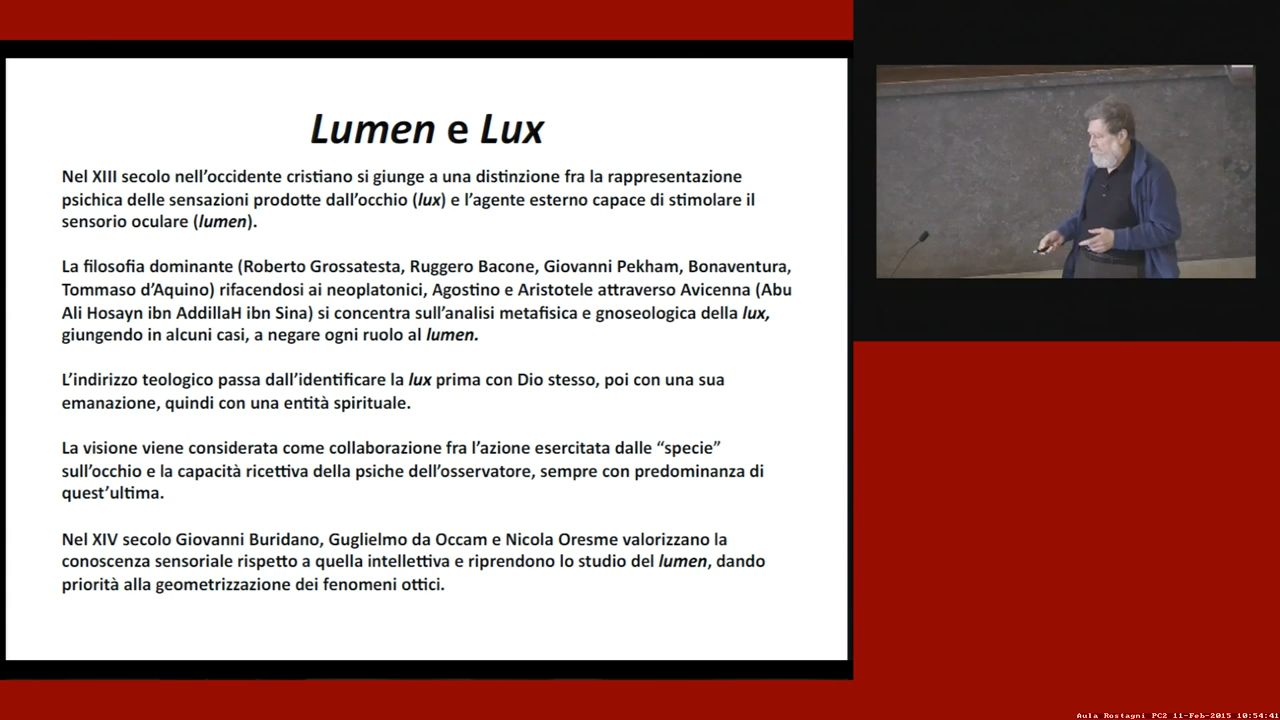 Lumen e Lux
Nel XIII secolo nell’occidente cristiano si giunge a una distinzione fra la rappresentazione
psichica delle sensazioni prodotte dall’occhio (lux) e l’agente esterno capace di stimolare il
sensorio oculare (lumen).
La filosofia dominante (Roberto Grossatesta, Ruggero Bacone, Giovanni Pekham, Bonaventura,
Tommaso d’Aquino) rifacendosi ai neoplatonici, Agostino e Aristotele attraverso Avicenna (Abu
Ali Hosayn ibn AddillaH ibn Sina) si concentra sull’analisi metafisica e gnoseologica della lux,
giungendo in alcuni casi, a negare ogni ruolo al lumen.
L’indirizzo teologico passa dall’identificare la lux prima con Dio stesso, poi con una sua
emanazione, quindi con una entità spirituale.
La visione viene considerata come collaborazione fra l’azione esercitata dalle “specie”
sull’occhio e la capacità ricettiva della psiche dell’osservatore, sempre con predominanza di
quest’ultima.
Nel XIV secolo Giovanni Buridano, Guglielmo da Occam e Nicola Oresme valorizzano la
conoscenza sensoriale rispetto a quella intellettiva e riprendono lo studio del lumen, dando
priorità alla geometrizzazione dei fenomeni ottici.
Aula Rostagni PC2 11-Feb-2015 10:54:41